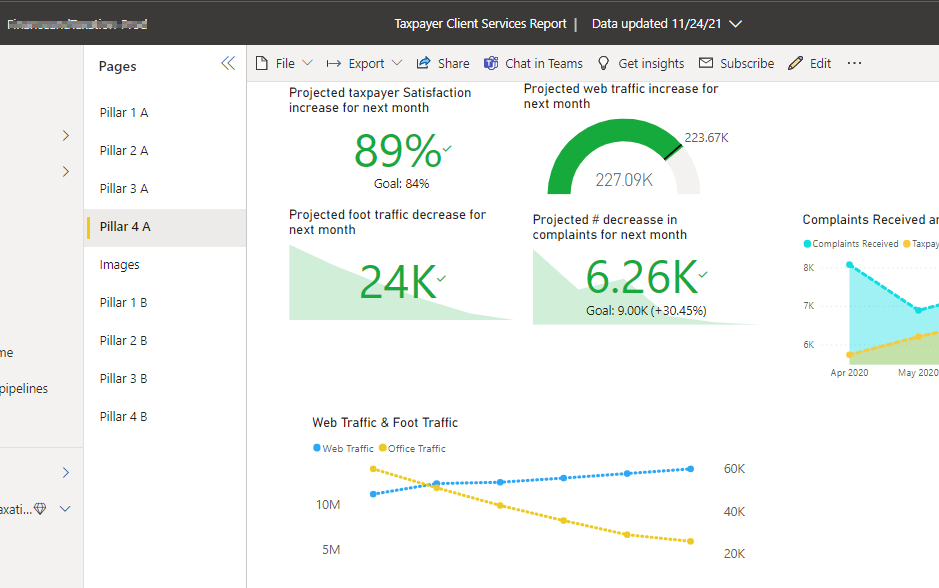 Taxpayer Client Services Report | Data updated 11/24/21
Pages
File Export Share Chat in Teams Get insights Subscribe Edit ...
Pillar 1 A
Pillar 2 A
Pillar 3 A
Pillar 4 A
Images
Pillar 1 B
Pillar 2 B
Pillar 3 B
Pillar 4 B
me
pipelines
axati...
Projected taxpayer Satisfaction
increase for next month
89%
Goal: 84%
Projected web traffic increase for
next month
223.67K
227.09K
Projected foot traffic decrease for
next month
24K
Projected # decreasse in
complaints for next month
6.26K
Goal: 9.00K (+30.45%)
Complaints Received an
Complaints Received Taxpay
8K
7K
6K
Apr 2020 May 2020
Web Traffic & Foot Traffic
Web Traffic Office Traffic
10M
5M
60K
40K
20K